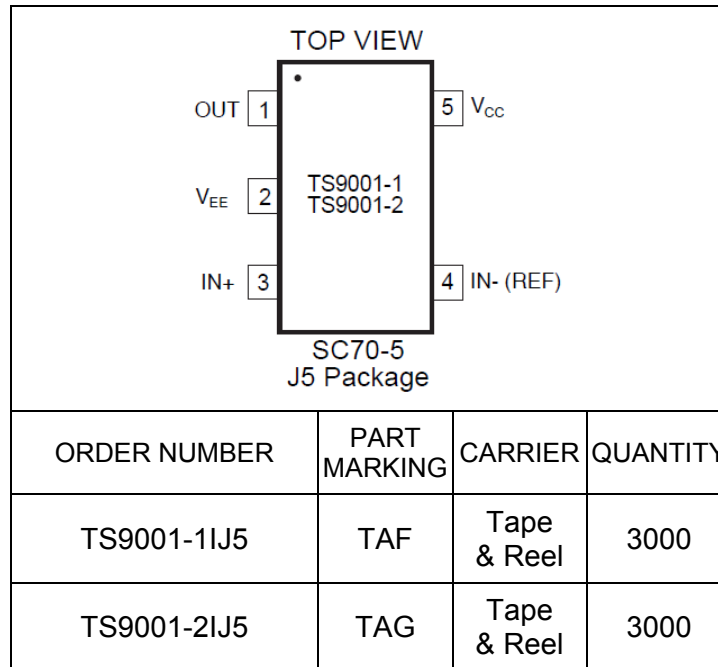 TOP VIEW
OUT 1 5 VCC
TS9001-1
VEE 2 TS9001-2
IN+ 3 4 IN- (REF)
SC70-5
J5 Package
ORDER NUMBER PART MARKING CARRIER QUANTITY
TS9001-1IJ5 TAF Tape & Reel 3000
TS9001-2IJ5 TAG Tape & Reel 3000